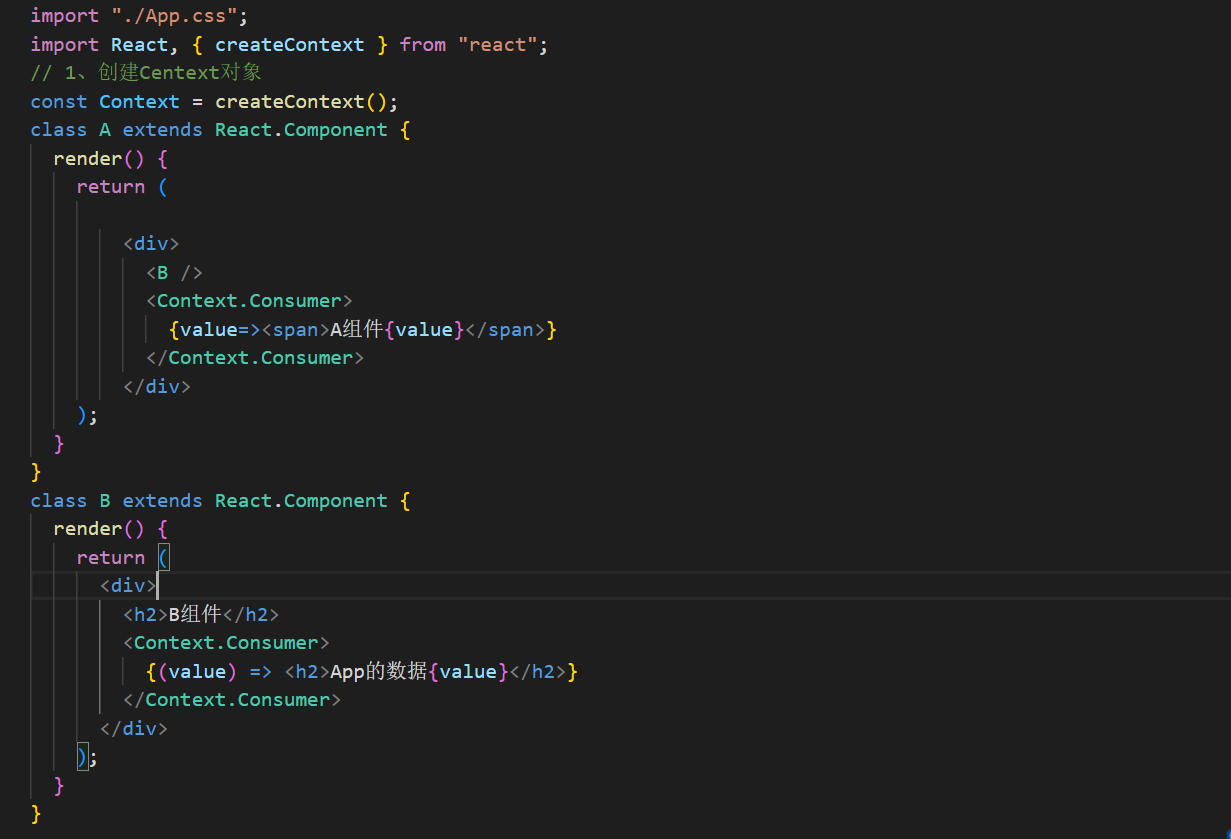 import "./App.css";
import React, { createContext } from "react";
// 1、创建Centext对象
const Context = createContext();
class A extends React.Component {
render() {
return (
<div>
<B />
<Context.Consumer>
{value=><span>A组件{value}</span>}
</Context.Consumer>
</div>
);
}
}
class B extends React.Component {
render() {
return (
<div>
<h2>B组件</h2>
<Context.Consumer>
{(value) => <h2>App的数据{value}</h2>}
</Context.Consumer>
</div>
);
}
}